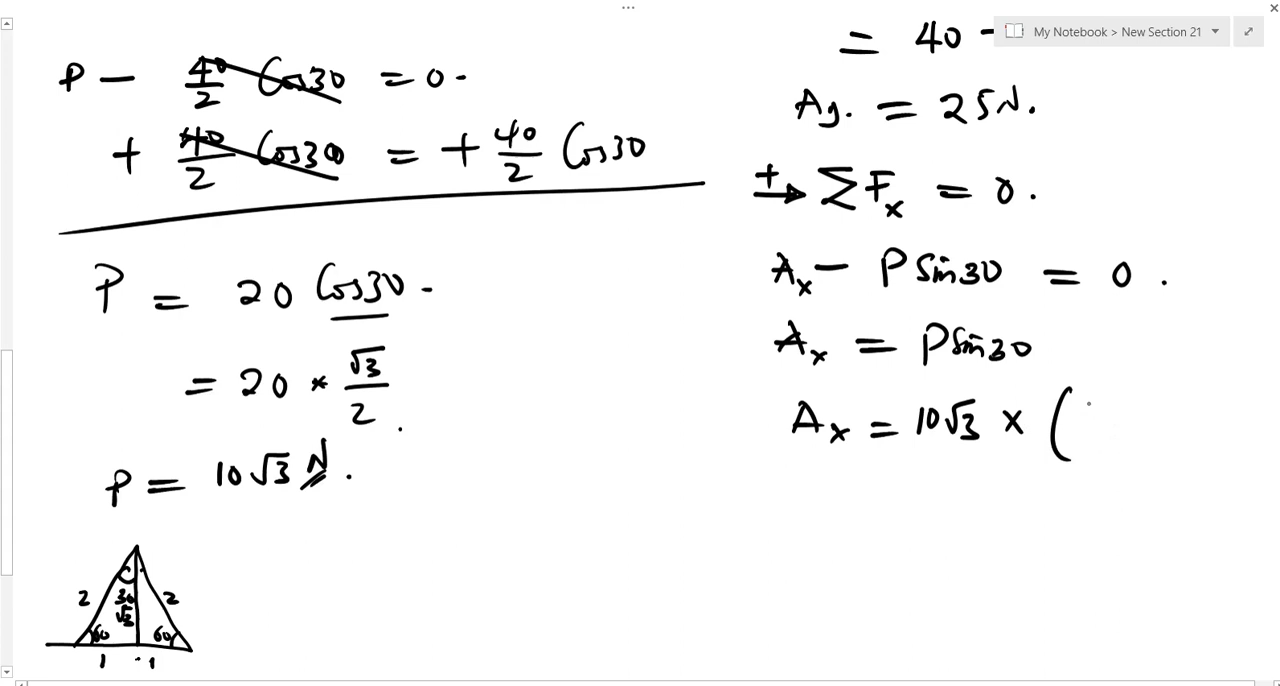 P - 40/2 Cos30 = 0.
+ 40/2 Cos30 = + 40/2 Cos30
P = 20 Cos30.
= 20 * √3/2.
P = 10√3 N.
2 30 2
√3
60 60
1 1
= 40 -
My Notebook > New Section 21
Ay. = 25N.
+ ΣFx = 0.
Ax - P Sin30 = 0.
Ax = P Sin30
Ax = 10√3 × (